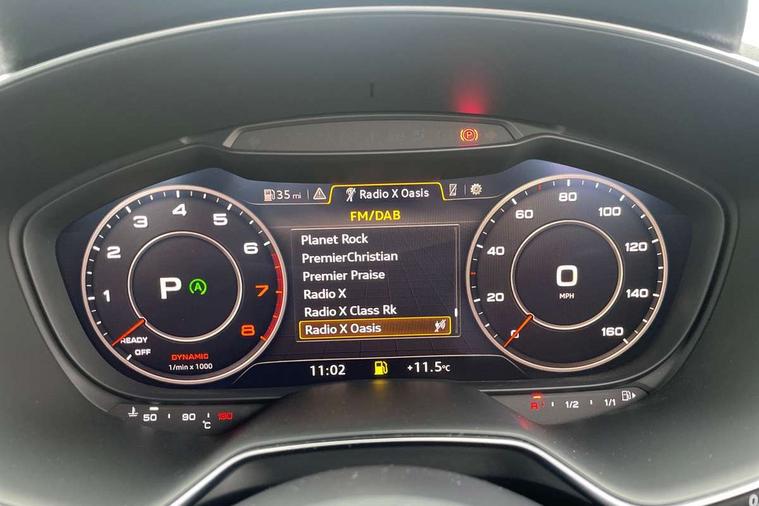 P
35 mi
Radio X Oasis
FM/DAB
Planet Rock
PremierChristian
Premier Praise
Radio X
Radio X Class Rk
Radio X Oasis
1
2
3
4
5
6
7
8
P A
READY
OFF
DYNAMIC
1/min x 1000
0
20
40
60
80
100
120
140
160
0
MPH
11:02
+11.5°C
50
90
130
°C
R
1/2
1/1